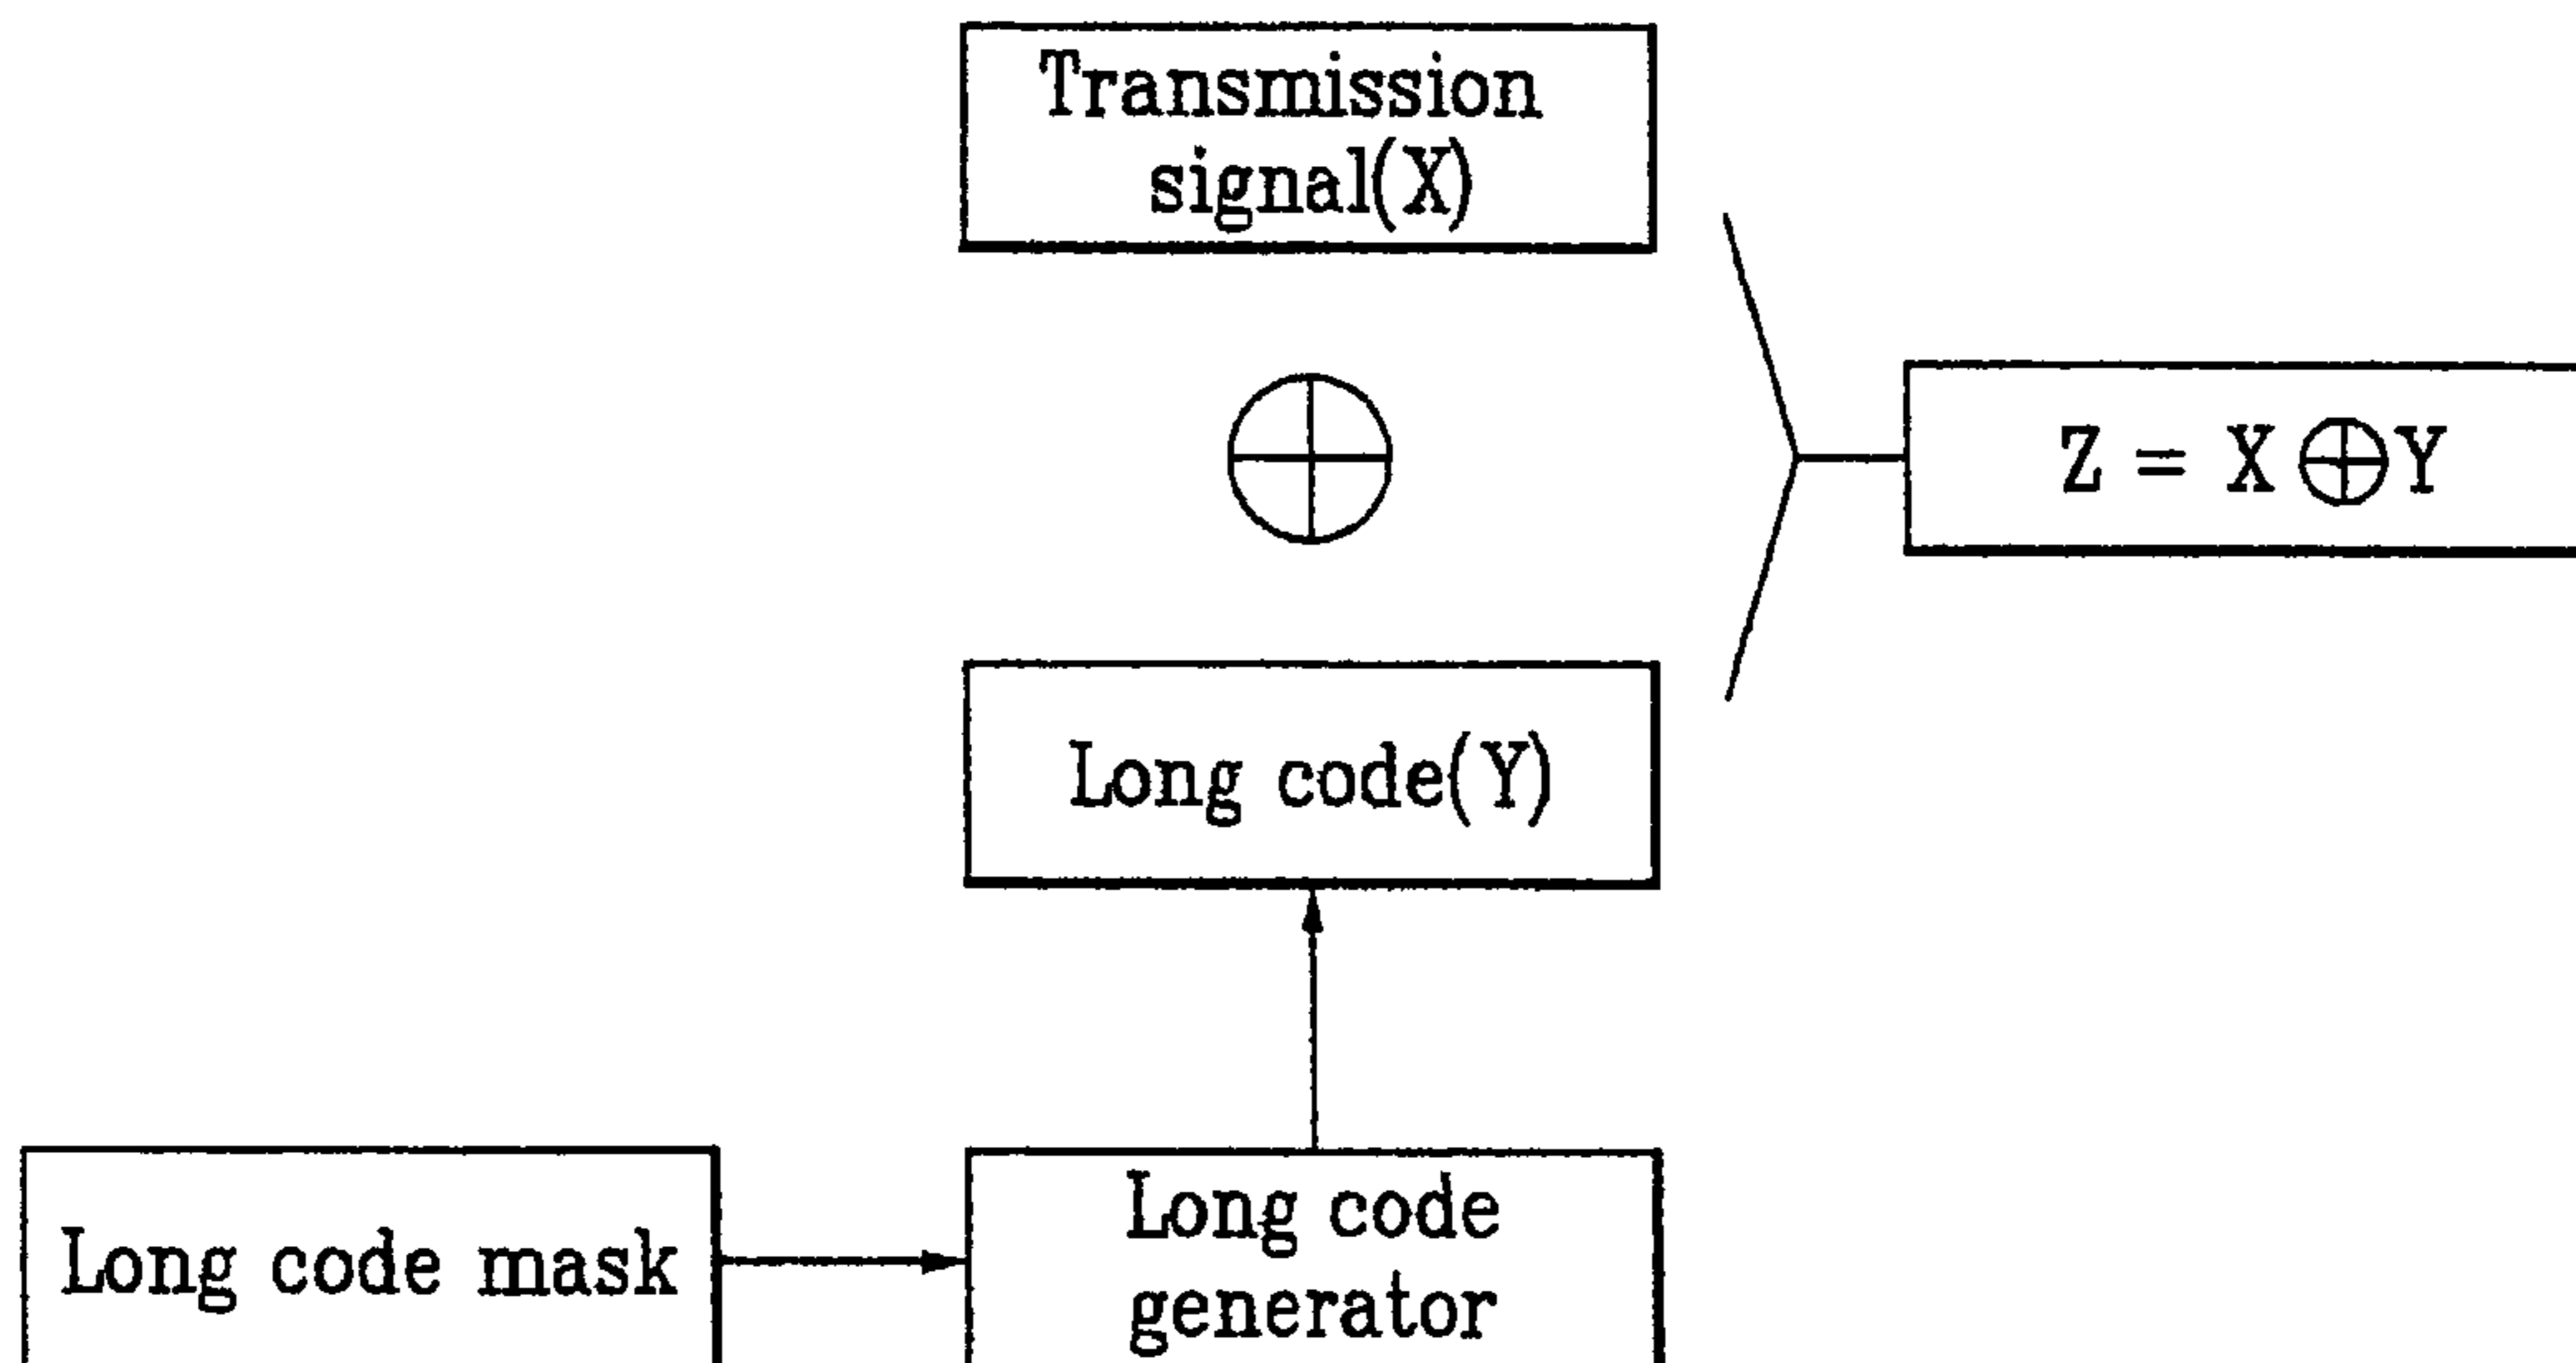 Transmission
signal(X)
Z = X ⊕ Y
Long code(Y)
Long code mask
Long code
generator